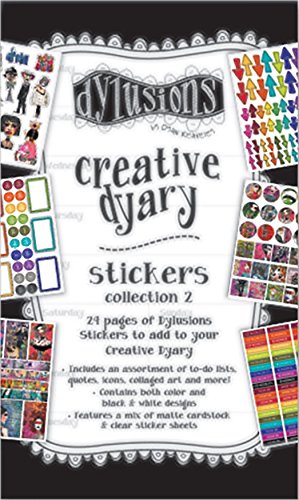 dylusions
by Dyan Reaveley
creative
dyary
stickers
collection 2
Saturday
Sunday
24 pages of Dylusions
Stickers to add to your
Creative Dyary
• Includes an assortment of to-do lists,
quotes, icons, collaged art and more!
• Contains both color and
black & white designs
• Features a mix of matte cardstock
& clear sticker sheets